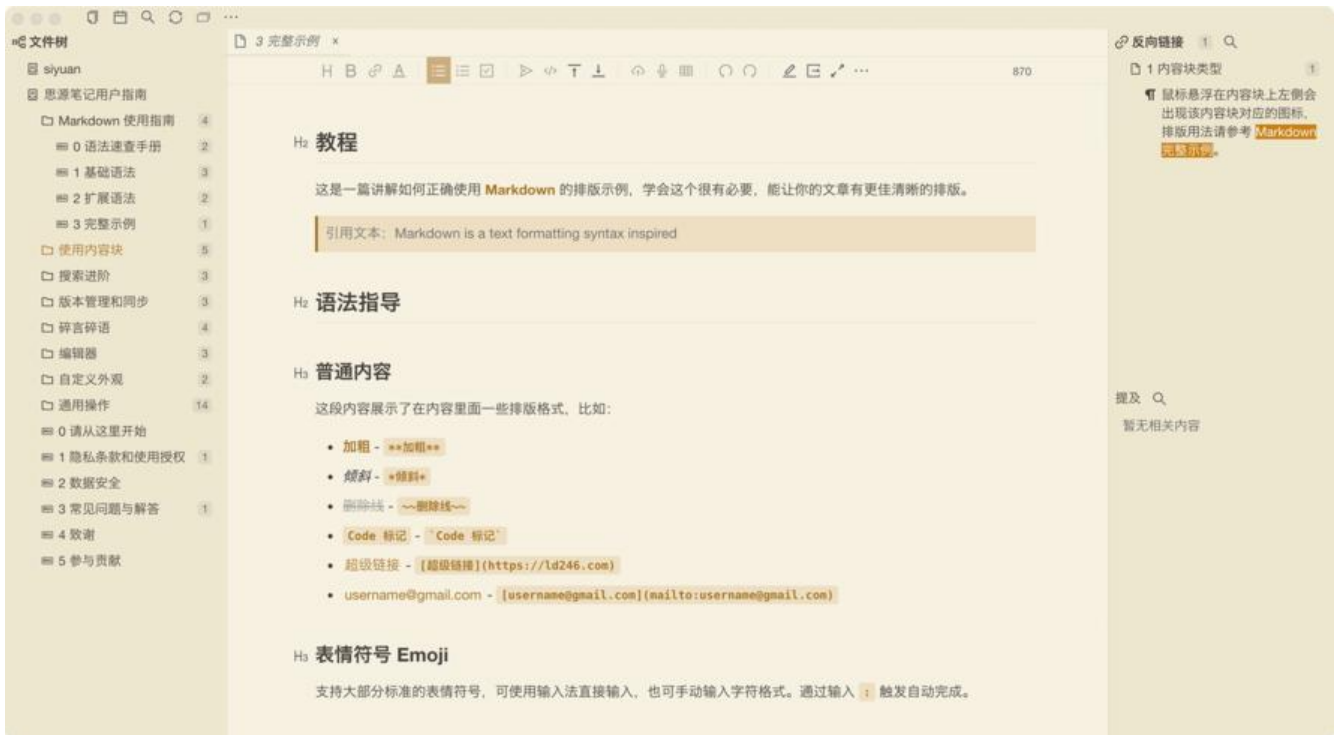 文件树
siyuan
思源笔记用户指南
Markdown 使用指南 4
0 语法速查手册 2
1 基础语法 3
2 扩展语法 2
3 完整示例 1
使用内容块 5
搜索进阶 3
版本管理和同步 3
碎言碎语 4
编辑器 3
自定义外观 2
通用操作 14
0 请从这里开始
1 隐私条款和使用授权 1
2 数据安全
3 常见问题与解答 1
4 致谢
5 参与贡献
3 完整示例 ×
H B A 870
H2 教程
这是一篇讲解如何正确使用 Markdown 的排版示例，学会这个很有必要，能让你的文章有更佳清晰的排版。
引用文本：Markdown is a text formatting syntax inspired
H2 语法指导
H3 普通内容
这段内容展示了在内容里面一些排版格式，比如：
• 加粗 - **加粗**
• 倾斜 - *倾斜*
• 删除线 - ~~删除线~~
• Code 标记 - `Code 标记`
• 超级链接 - [超级链接](https://ld246.com)
• username@gmail.com - [username@gmail.com](mailto:username@gmail.com)
H3 表情符号 Emoji
支持大部分标准的表情符号，可使用输入法直接输入，也可手动输入字符格式。通过输入 : 触发自动完成。
反向链接 1
1 内容块类型 1
鼠标悬浮在内容块上左侧会
出现该内容块对应的图标，
排版用法请参考 Markdown
完整示例。
提及
暂无相关内容